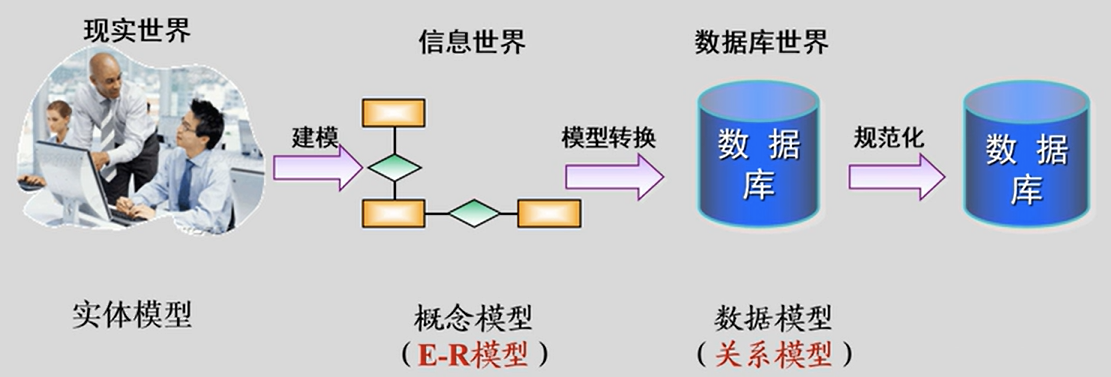 现实世界
信息世界
数据库世界
建模
模型转换
规范化
数 据
库
数 据
库
实体模型
概念模型
（E-R模型）
数据模型
（关系模型）